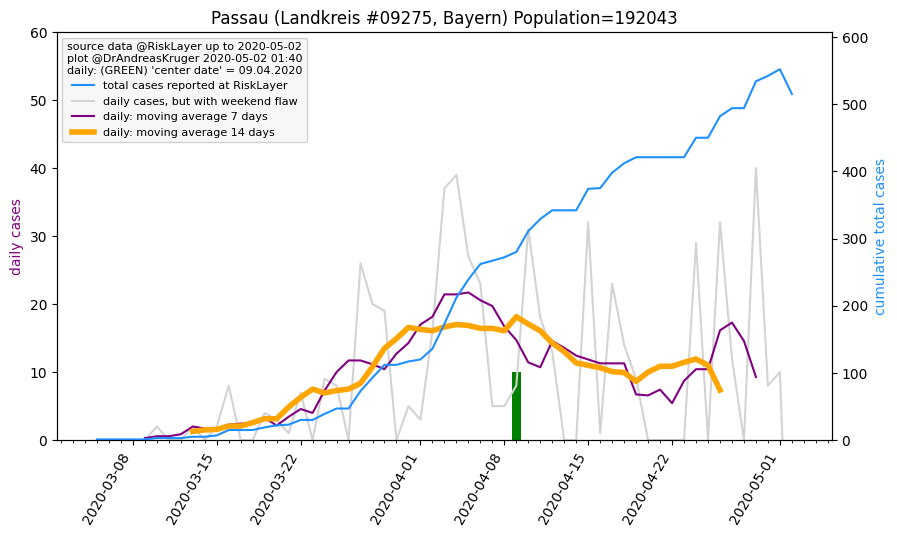 Passau (Landkreis #09275, Bayern) Population=192043
source data @RiskLayer up to 2020-05-02
plot @DrAndreasKruger 2020-05-02 01:40
daily: (GREEN) 'center date' = 09.04.2020
total cases reported at RiskLayer
daily cases, but with weekend flaw
daily: moving average 7 days
daily: moving average 14 days
daily cases
60
50
40
30
20
10
0
600
500
400
300
200
100
0
cumulative total cases
2020-03-08
2020-03-15
2020-03-22
2020-04-01
2020-04-08
2020-04-15
2020-04-22
2020-05-01